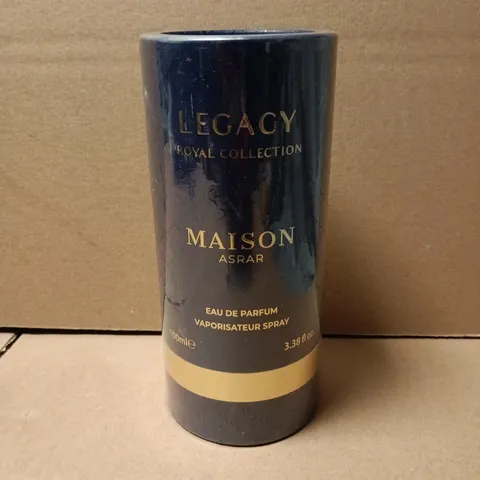 LEGACY
ROYAL COLLECTION
MAISON
ASRAR
EAU DE PARFUM
VAPORISATEUR SPRAY
100ml℮ 3.38 fl oz